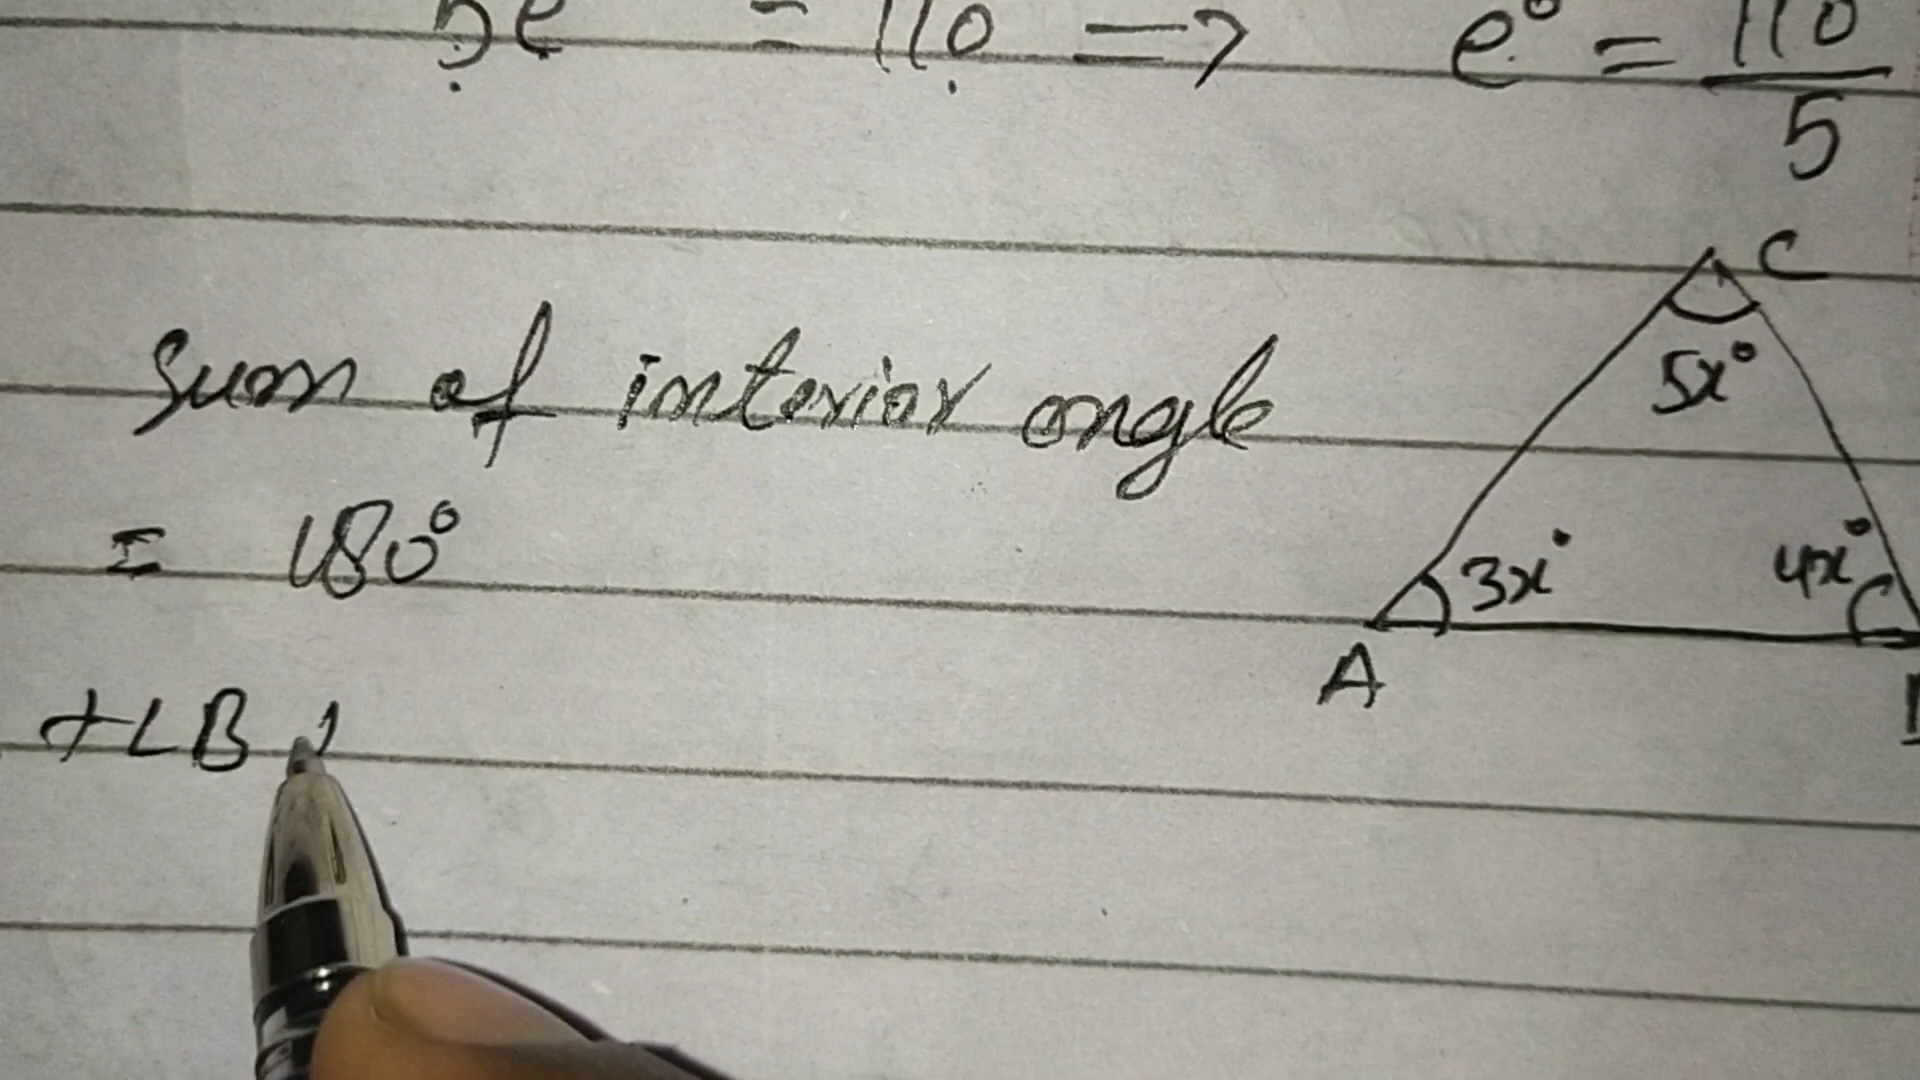 5e = 110 => e° = 110/5
C
5x°
Sum of interior angle
= 180°
3x° 4x°
A
+∠B